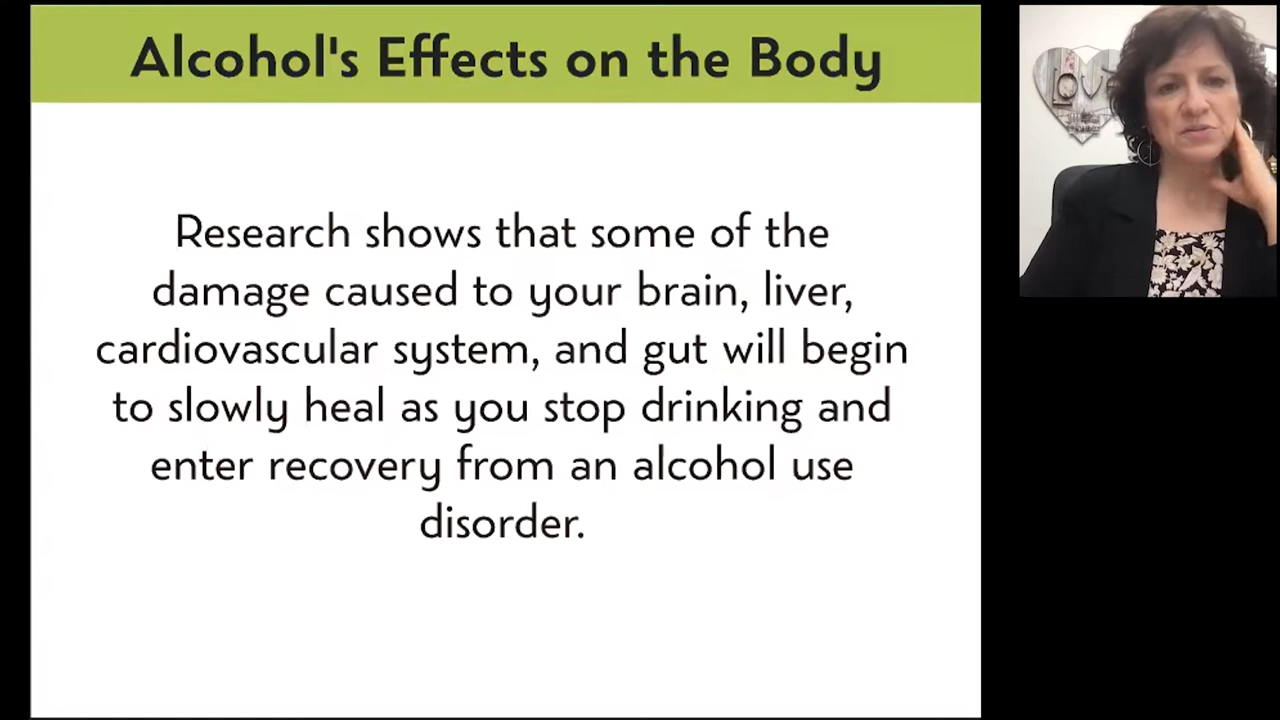 Alcohol's Effects on the Body
Research shows that some of the
damage caused to your brain, liver,
cardiovascular system, and gut will begin
to slowly heal as you stop drinking and
enter recovery from an alcohol use
disorder.
Love